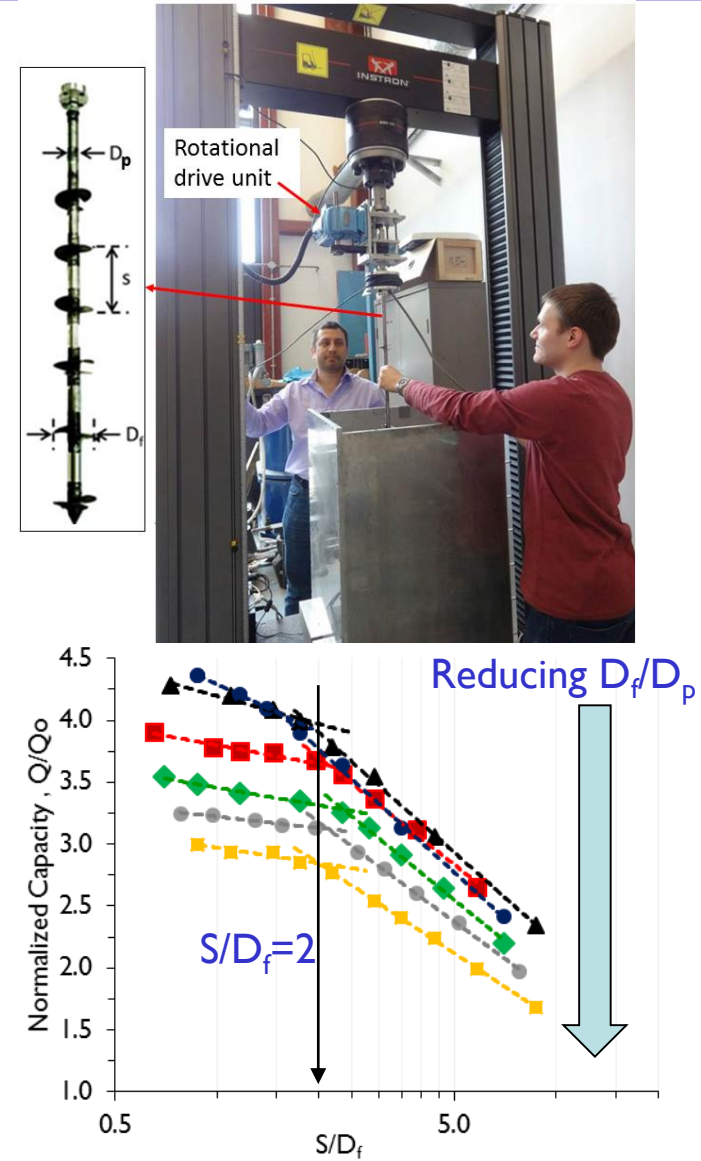 INSTRON
Rotational
drive unit
Dp
s
Df
4.5
4.0
3.5
3.0
2.5
2.0
1.5
1.0
Normalized Capacity , Q/Qo
Reducing Df/Dp
S/Df=2
0.5
5.0
S/Df